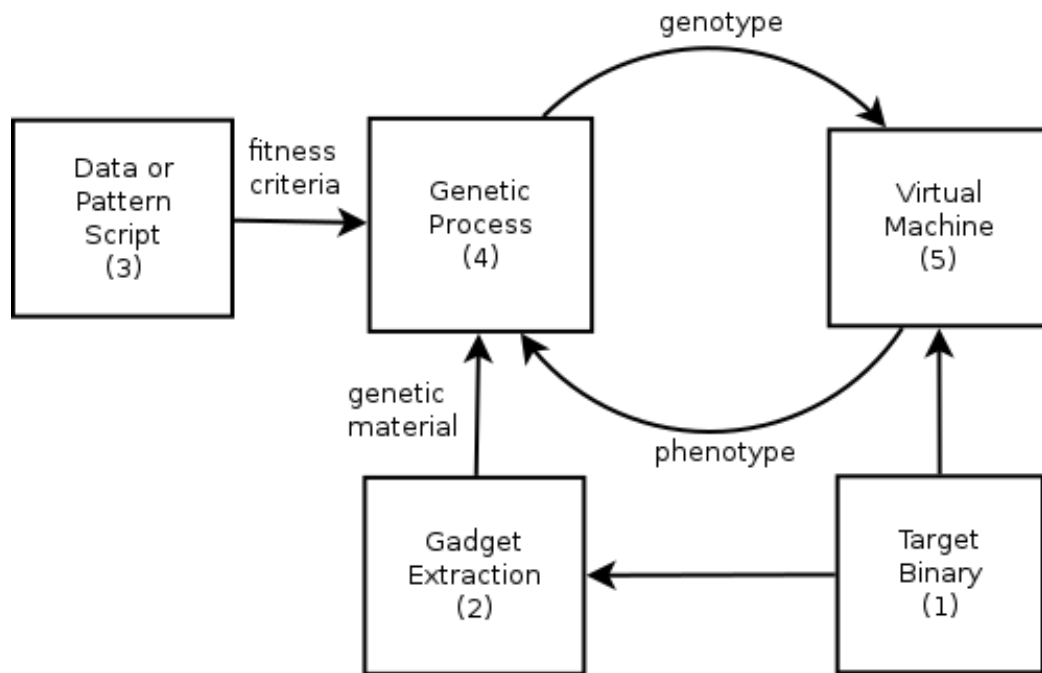 genotype
Data or
Pattern
Script
(3)
fitness
criteria
Genetic
Process
(4)
Virtual
Machine
(5)
genetic
material
phenotype
Gadget
Extraction
(2)
Target
Binary
(1)